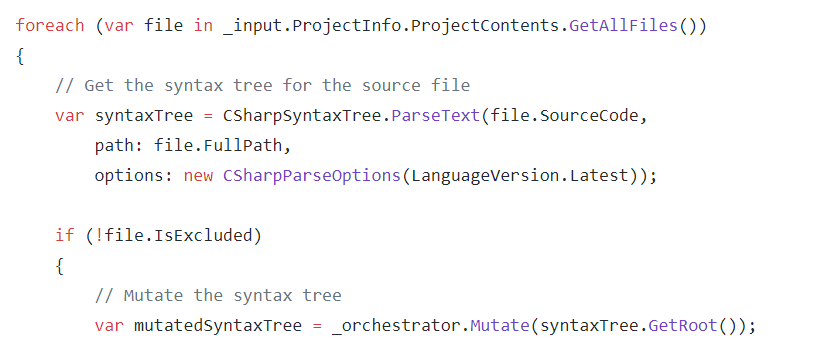 foreach (var file in _input.ProjectInfo.ProjectContents.GetAllFiles())
{
    // Get the syntax tree for the source file
    var syntaxTree = CSharpSyntaxTree.ParseText(file.SourceCode,
        path: file.FullPath,
        options: new CSharpParseOptions(LanguageVersion.Latest));

    if (!file.IsExcluded)
    {
        // Mutate the syntax tree
        var mutatedSyntaxTree = _orchestrator.Mutate(syntaxTree.GetRoot());